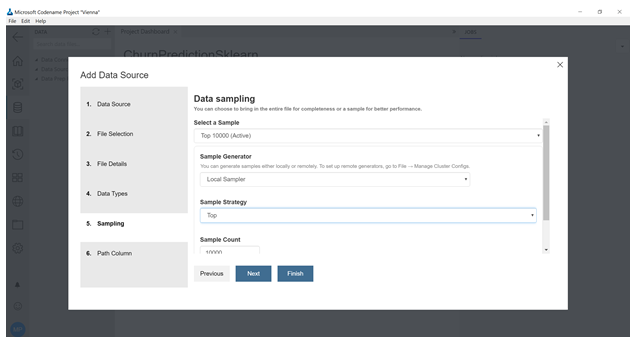 Microsoft Codename Project "Vienna"
File Edit Help
DATA
Project Dashboard
JOBS
ChurnPredictionSklearn
Add Data Source
1. Data Source
2. File Selection
3. File Details
4. Data Types
5. Sampling
6. Path Column
Data sampling
You can choose to bring in the entire file for completeness or a sample for better performance.
Select a Sample
Top 10000 (Active)
Sample Generator
You can generate samples either locally or remotely. To set up remote generators, go to File → Manage Cluster Configs.
Local Sampler
Sample Strategy
Top
Sample Count
10000
Previous
Next
Finish